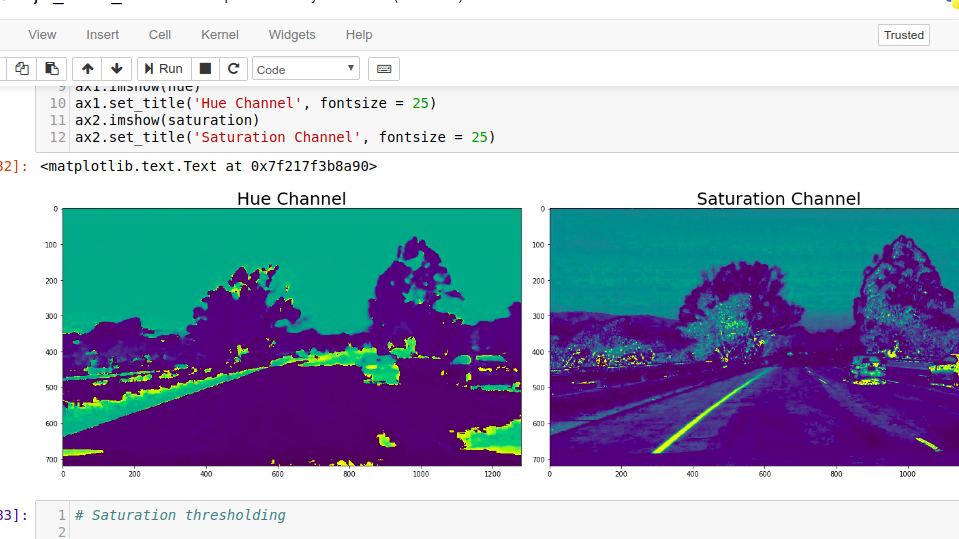 View Insert Cell Kernel Widgets Help Trusted
Run Code
9 ax1.imshow(hue)
10 ax1.set_title('Hue Channel', fontsize = 25)
11 ax2.imshow(saturation)
12 ax2.set_title('Saturation Channel', fontsize = 25)
32]: <matplotlib.text.Text at 0x7f217f3b8a90>
Hue Channel Saturation Channel
0 0
100 100
200 200
300 300
400 400
500 500
600 600
700 700
0 200 400 600 800 1000 1200 0 200 400 600 800 1000
33]: 1 # Saturation thresholding
2